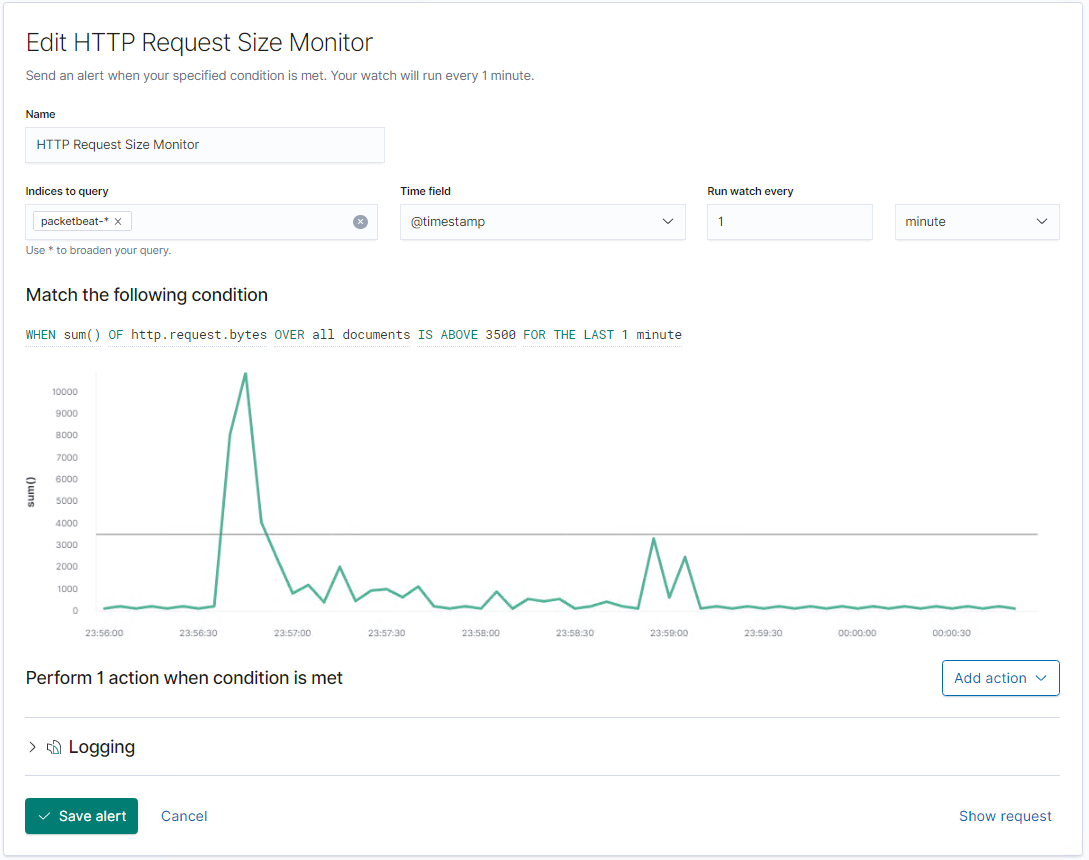 Edit HTTP Request Size Monitor
Send an alert when your specified condition is met. Your watch will run every 1 minute.
Name
HTTP Request Size Monitor
Indices to query
Time field
Run watch every
packetbeat-*
@timestamp
1
minute
Use * to broaden your query.
Match the following condition
WHEN sum() OF http.request.bytes OVER all documents IS ABOVE 3500 FOR THE LAST 1 minute
sum()
10000
9000
8000
7000
6000
5000
4000
3000
2000
1000
0
23:56:00 23:56:30 23:57:00 23:57:30 23:58:00 23:58:30 23:59:00 23:59:30 00:00:00 00:00:30
Perform 1 action when condition is met
Add action
Logging
Save alert
Cancel
Show request